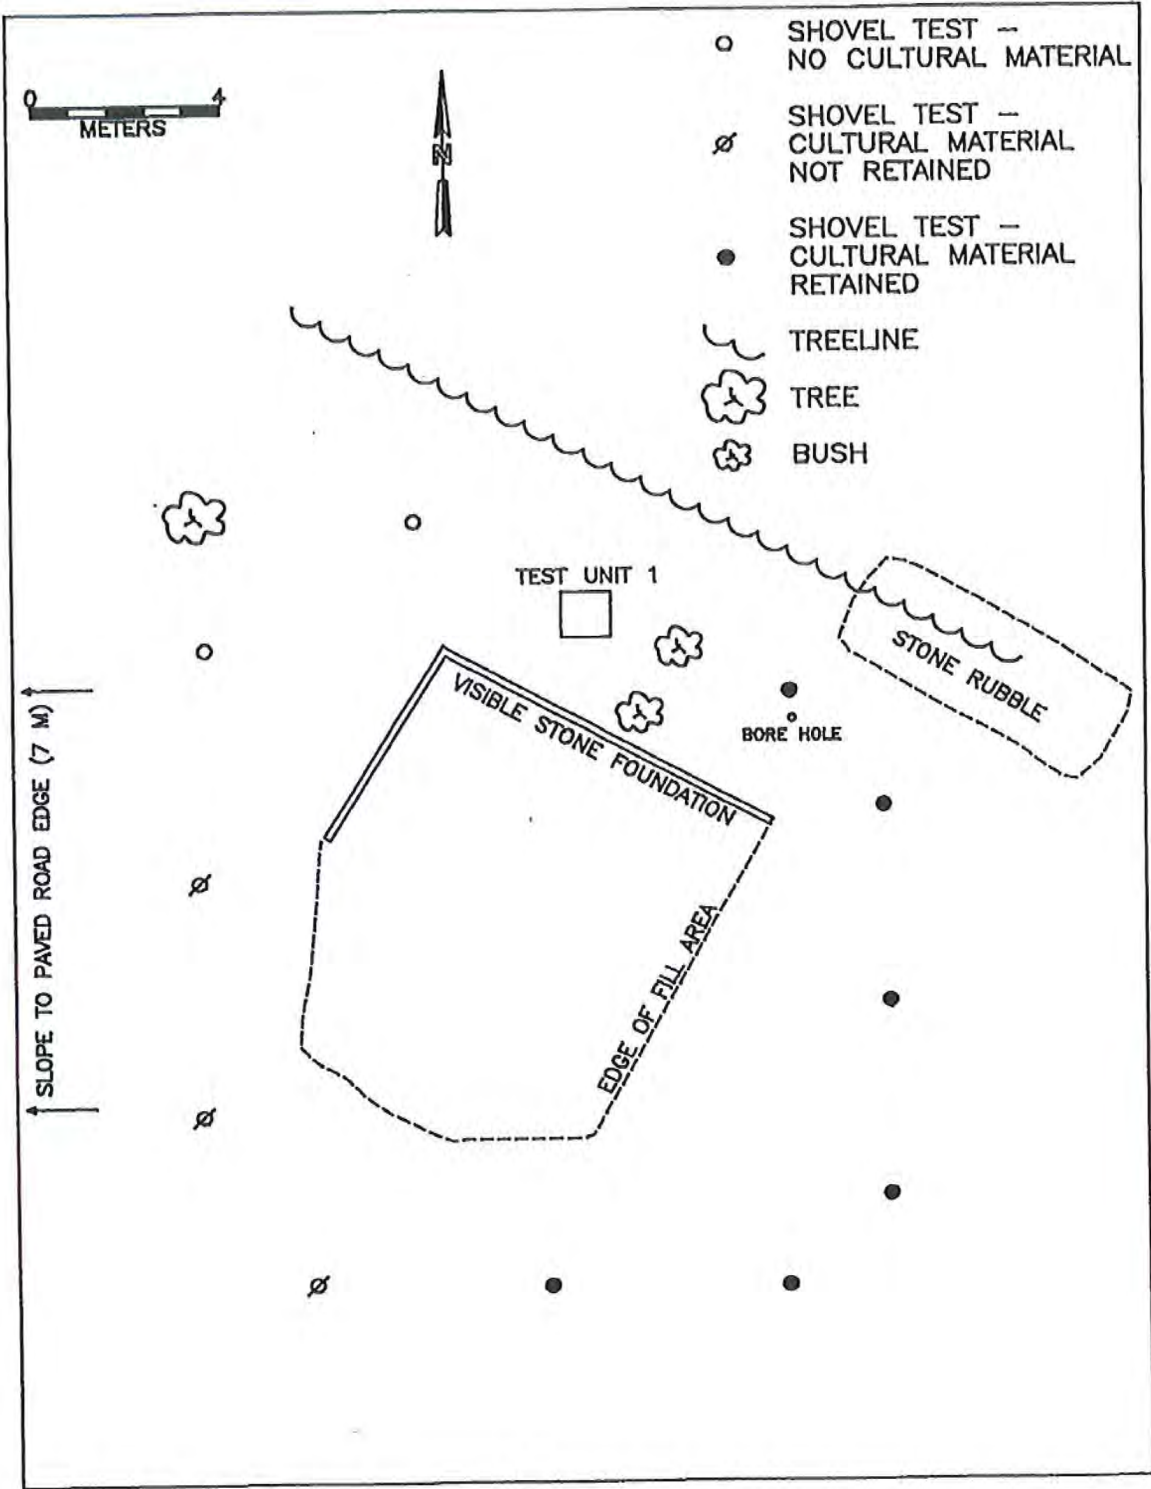 SHOVEL TEST –
NO CULTURAL MATERIAL
0 4
METERS
N
SHOVEL TEST –
CULTURAL MATERIAL
NOT RETAINED
SHOVEL TEST –
CULTURAL MATERIAL
RETAINED
TREELINE
TREE
BUSH
TEST UNIT 1
STONE RUBBLE
VISIBLE STONE FOUNDATION
BORE HOLE
SLOPE TO PAVED ROAD EDGE (7 M)
EDGE OF FILL AREA